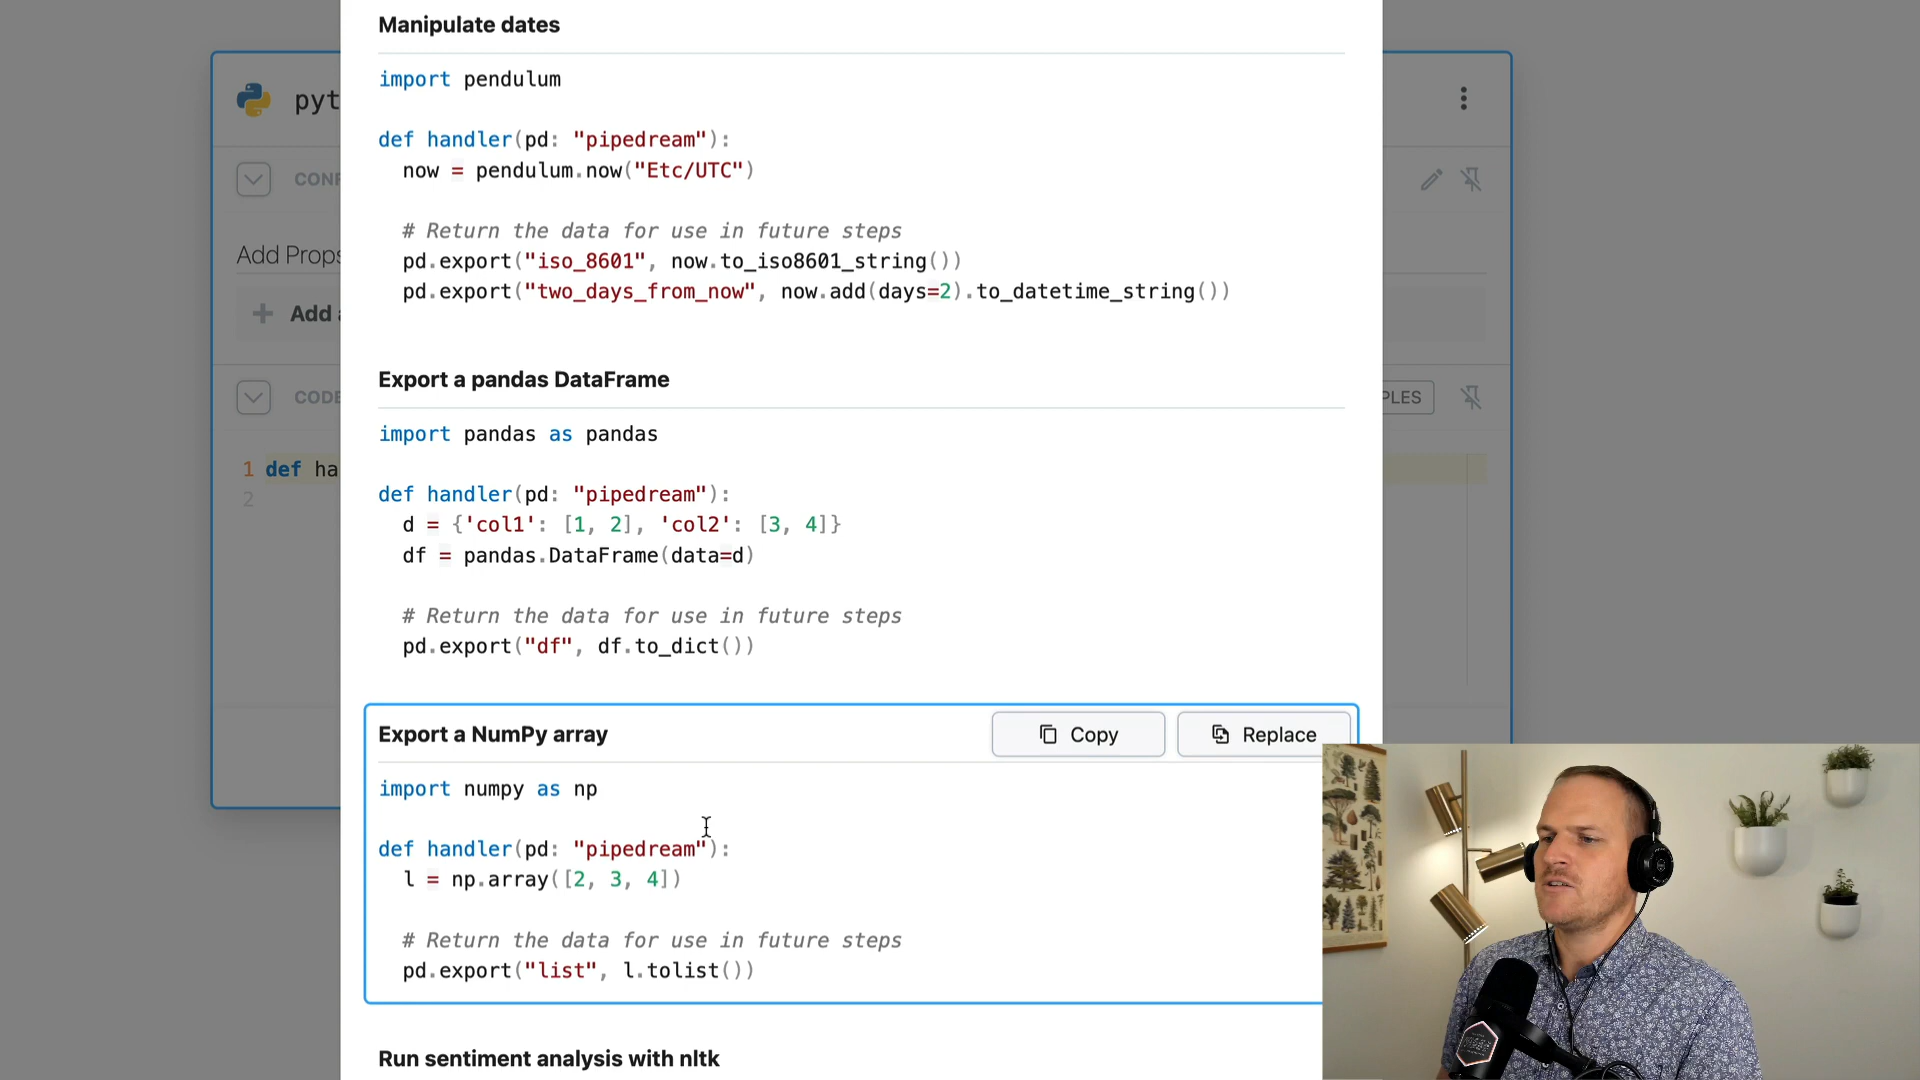 Manipulate dates
import pendulum
def handler(pd: "pipedream"):
  now = pendulum.now("Etc/UTC")
  # Return the data for use in future steps
  pd.export("iso_8601", now.to_iso8601_string())
  pd.export("two_days_from_now", now.add(days=2).to_datetime_string())
Export a pandas DataFrame
import pandas as pandas
def handler(pd: "pipedream"):
  d = {'col1': [1, 2], 'col2': [3, 4]}
  df = pandas.DataFrame(data=d)
  # Return the data for use in future steps
  pd.export("df", df.to_dict())
Export a NumPy array
Copy
Replace
import numpy as np
def handler(pd: "pipedream"):
  l = np.array([2, 3, 4])
  # Return the data for use in future steps
  pd.export("list", l.tolist())
Run sentiment analysis with nltk
pyt
CONF
Add Props
Add a
CODE
PLES
1 def ha
2